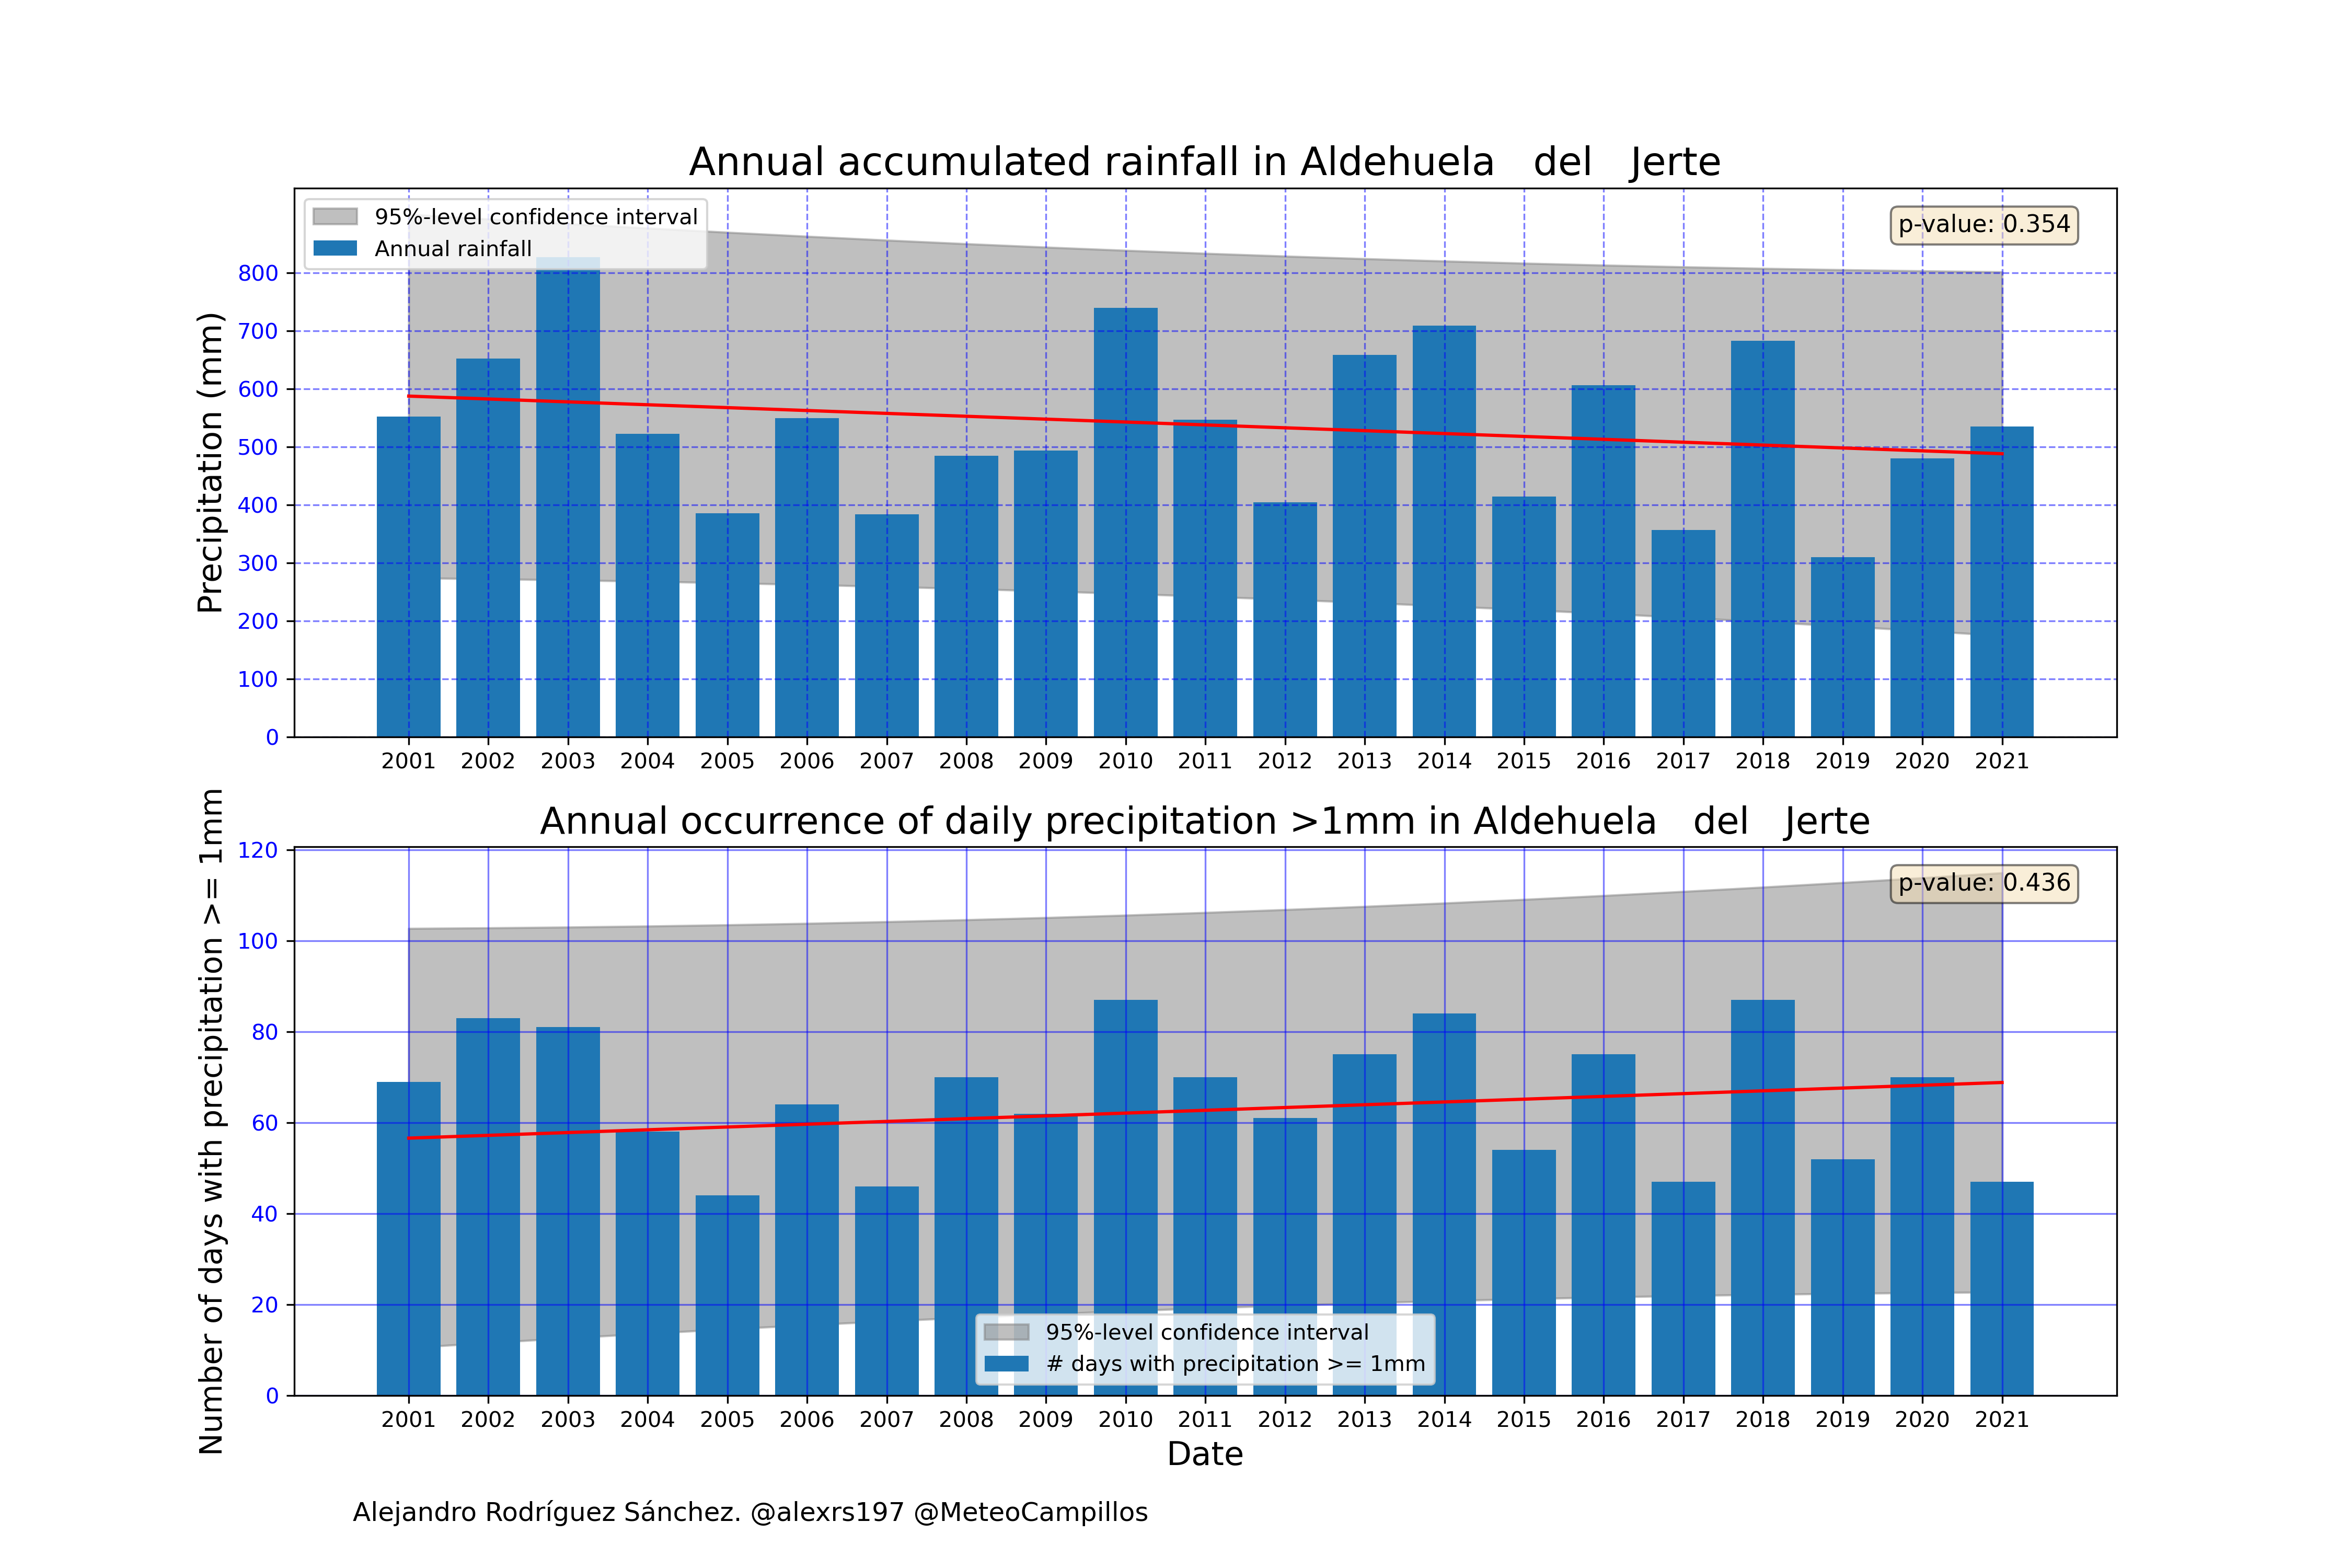 Annual accumulated rainfall in Aldehuela   del   Jerte
95%-level confidence interval
Annual rainfall
p-value: 0.354
Precipitation (mm)
800
700
600
500
400
300
200
100
0
2001 2002 2003 2004 2005 2006 2007 2008 2009 2010 2011 2012 2013 2014 2015 2016 2017 2018 2019 2020 2021
Annual occurrence of daily precipitation >1mm in Aldehuela   del   Jerte
p-value: 0.436
Number of days with precipitation >= 1mm
120
100
80
60
40
20
0
95%-level confidence interval
# days with precipitation >= 1mm
2001 2002 2003 2004 2005 2006 2007 2008 2009 2010 2011 2012 2013 2014 2015 2016 2017 2018 2019 2020 2021
Date
Alejandro Rodríguez Sánchez. @alexrs197 @MeteoCampillos